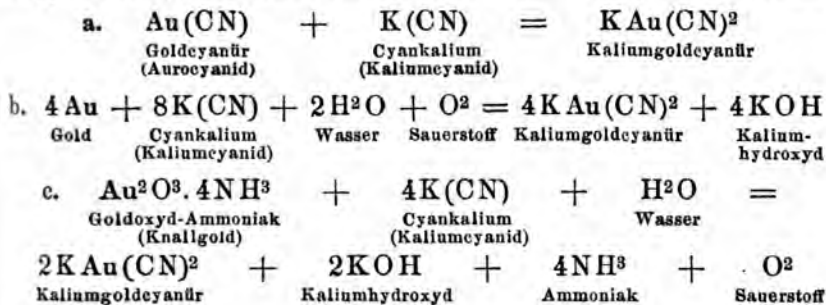 a. Au(CN) + K(CN) = KAu(CN)²
Goldcyanür Cyankalium Kaliumgoldcyanür
(Aurocyanid) (Kaliumcyanid)
b. 4Au + 8K(CN) + 2H²O + O² = 4KAu(CN)² + 4KOH
Gold Cyankalium Wasser Sauerstoff Kaliumgoldcyanür Kalium-
(Kaliumcyanid) hydroxyd
c. Au²O³.4NH³ + 4K(CN) + H²O =
Goldoxyd-Ammoniak Cyankalium Wasser
(Knallgold) (Kaliumcyanid)
2KAu(CN)² + 2KOH + 4NH³ + O²
Kaliumgoldcyanür Kaliumhydroxyd Ammoniak Sauerstoff